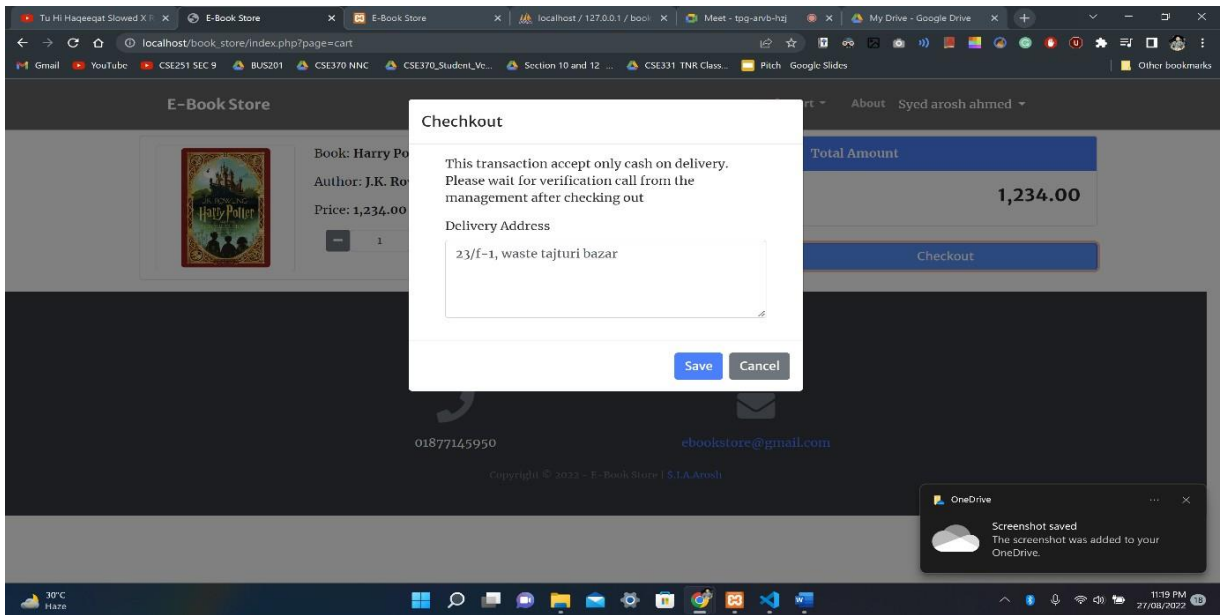 Tu Hi Haqeeqat Slowed X R
E-Book Store
E-Book Store
localhost / 127.0.0.1 / book
Meet - tpg-anvb-hzj
My Drive - Google Drive
localhost/book_store/index.php?page=cart
Gmail
YouTube
CSE251 SEC 9
BUS201
CSE370 NNC
CSE370_Student_Ve...
Section 10 and 12 ...
CSE331 TNR Class...
Pitch
Google Slides
Other bookmarks
E-Book Store
About
Syed arosh ahmed
Chechkout
This transaction accept only cash on delivery.
Please wait for verification call from the
management after checking out
Delivery Address
23/f-1, waste tajturi bazar
Save
Cancel
Book: Harry Po
Author: J.K. Ro
Price: 1,234.00
J.K. ROWLING
Harry Potter
1
Total Amount
1,234.00
Checkout
01877145950
ebookstore@gmail.com
Copyright © 2022 - E-Book Store | S.I.A.Arosh
OneDrive
Screenshot saved
The screenshot was added to your
OneDrive.
30°C
Haze
11:19 PM
27/08/2022
18